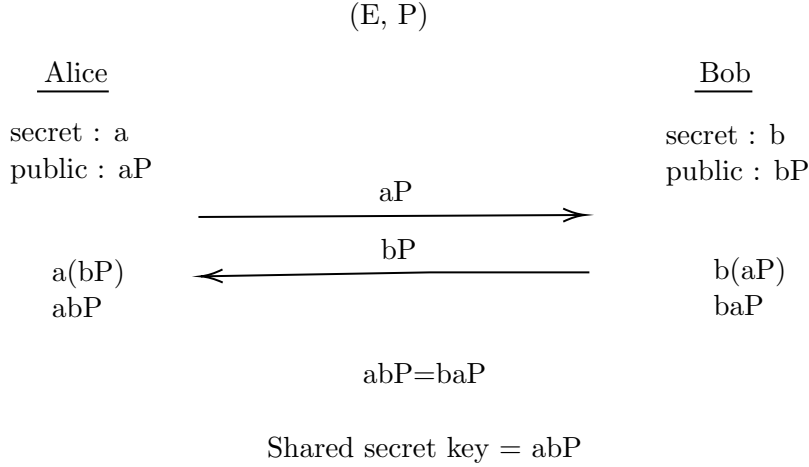 (E, P)
Alice
Bob
secret : a
public : aP
secret : b
public : bP
aP
bP
a(bP)
abP
b(aP)
baP
abP=baP
Shared secret key = abP